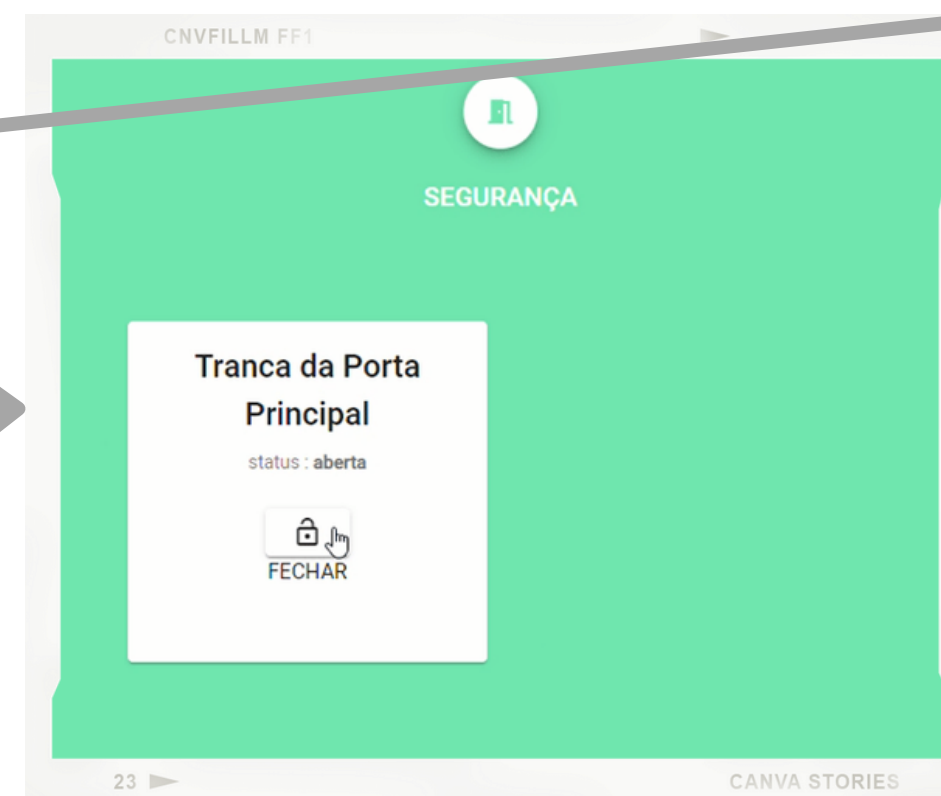 CNVFILLM FF1
SEGURANÇA
Tranca da Porta
Principal
status : aberta
FECHAR
23
CANVA STORIES